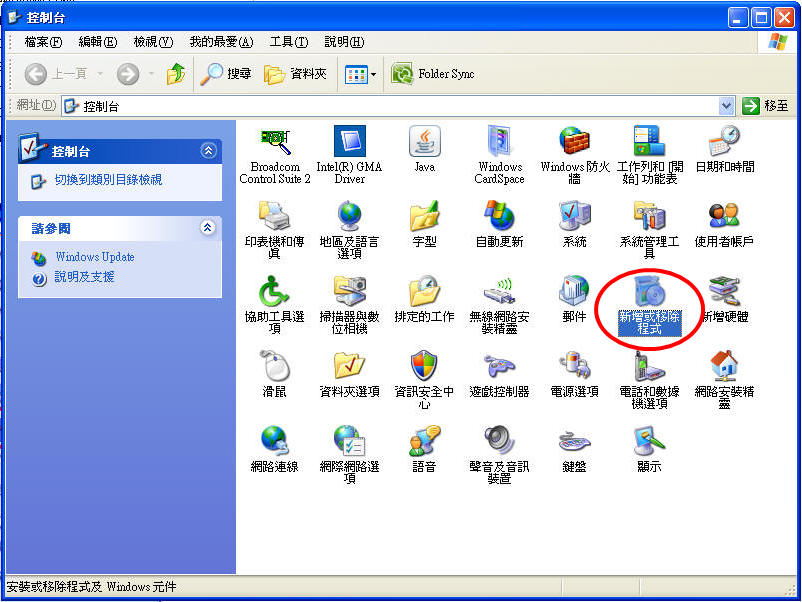 控制台
檔案(F) 編輯(E) 檢視(V) 我的最愛(A) 工具(T) 說明(H)
上一頁 搜尋 資料夾 Folder Sync
網址(D) 控制台 移至
控制台
切換到類別目錄檢視
請參閱
Windows Update
說明及支援
Broadcom
Control Suite 2
Intel(R) GMA
Driver
Java
Windows
CardSpace
Windows 防火
牆
工作列和 [開
始] 功能表
日期和時間
印表機和傳
真
地區及語言
選項
字型
自動更新
系統
系統管理工
具
使用者帳戶
協助工具選
項
掃描器與數
位相機
排定的工作
無線網路安
裝精靈
郵件
新增或移除
程式
新增硬體
滑鼠
資料夾選項
資訊安全中
心
遊戲控制器
電源選項
電話和數據
機選項
網路安裝精
靈
網路連線
網際網路選
項
語音
聲音及音訊
裝置
鍵盤
顯示
安裝或移除程式及 Windows 元件